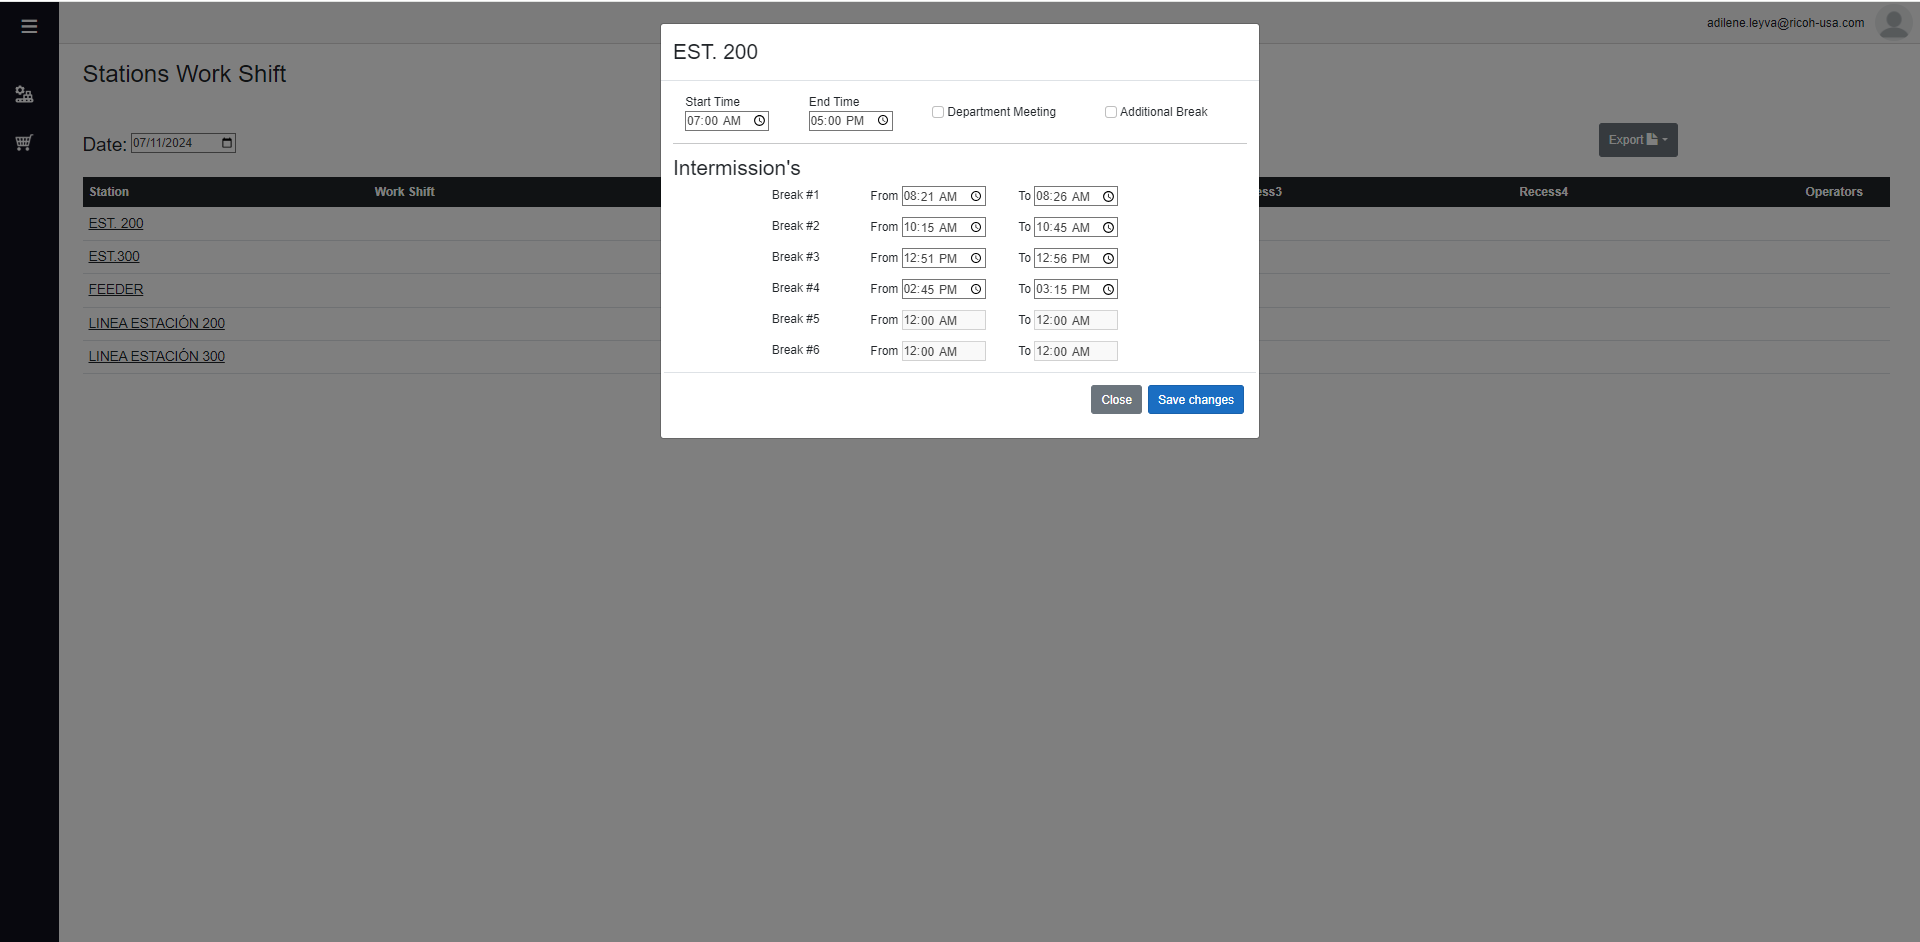 adilene.leyva@ricoh-usa.com
EST. 200
Stations Work Shift
Start Time End Time
07:00 AM 05:00 PM Department Meeting Additional Break
Date: 07/11/2024 Export
Intermission's
Station Work Shift ess3 Recess4 Operators
Break #1 From 08:21 AM To 08:26 AM
EST. 200
Break #2 From 10:15 AM To 10:45 AM
EST.300
Break #3 From 12:51 PM To 12:56 PM
FEEDER
Break #4 From 02:45 PM To 03:15 PM
LINEA ESTACIÓN 200
Break #5 From 12:00 AM To 12:00 AM
LINEA ESTACIÓN 300
Break #6 From 12:00 AM To 12:00 AM
Close Save changes